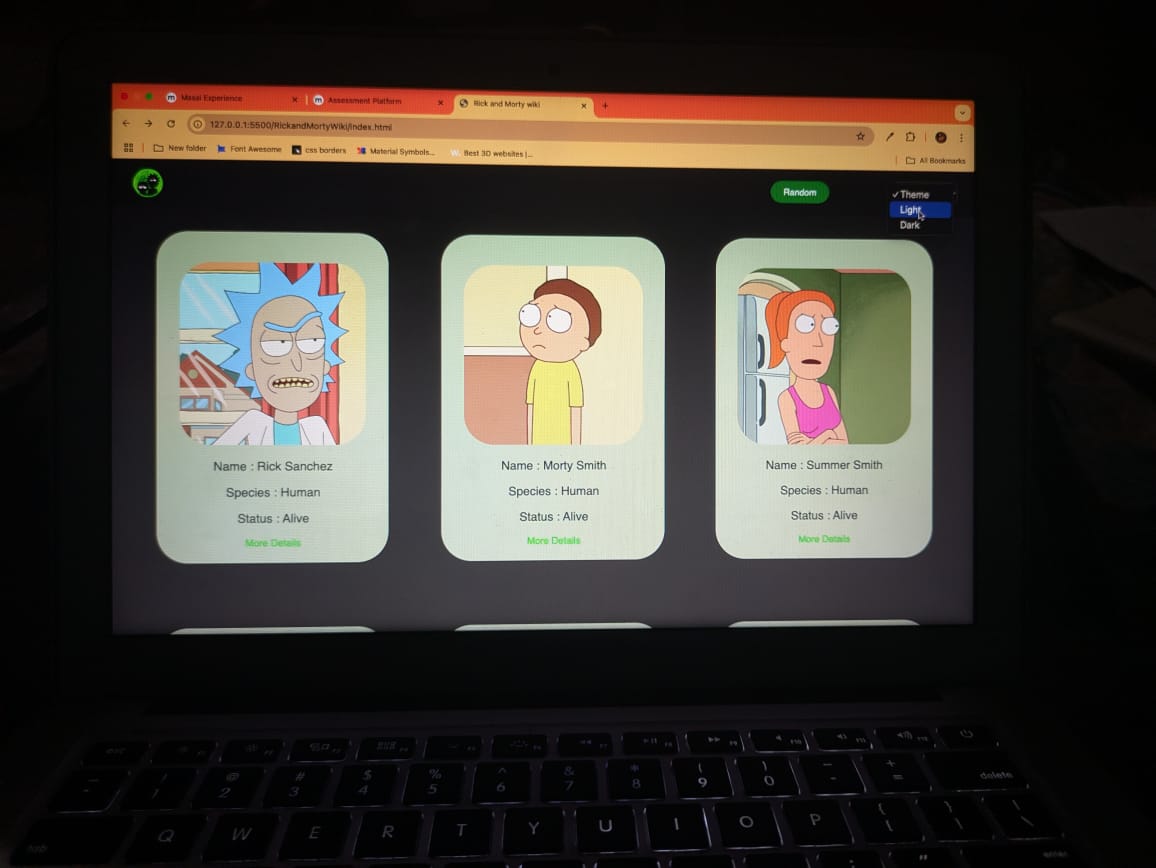 Masai Experience
Assessment Platform
Rick and Morty wiki
127.0.0.1:5500/RickandMortyWiki/index.html
New folder
Font Awesome
css borders
Material Symbols...
Best 3D websites |...
All Bookmarks
Random
✓ Theme
Light
Dark
Name : Rick Sanchez
Species : Human
Status : Alive
More Details
Name : Morty Smith
Species : Human
Status : Alive
More Details
Name : Summer Smith
Species : Human
Status : Alive
More Details
esc
! @ # $ % ^ & * ( ) - + delete
1 2 3 4 5 6 7 8 9 0 - =
tab Q W E R T Y U I O P { } |
enter